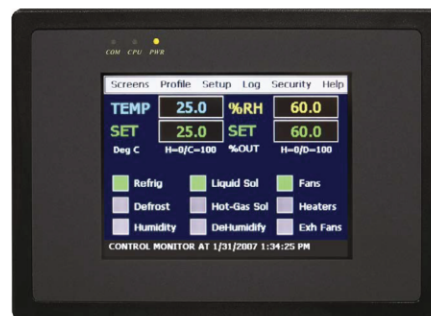 COM CPU PWR
Screens Profile Setup Log Security Help
TEMP 25.0 %RH 60.0
SET 25.0 SET 60.0
Deg C H=0/C=100 %OUT H=0/D=100
Refrig Liquid Sol Fans
Defrost Hot-Gas Sol Heaters
Humidity DeHumidify Exh Fans
CONTROL MONITOR AT 1/31/2007 1:34:25 PM